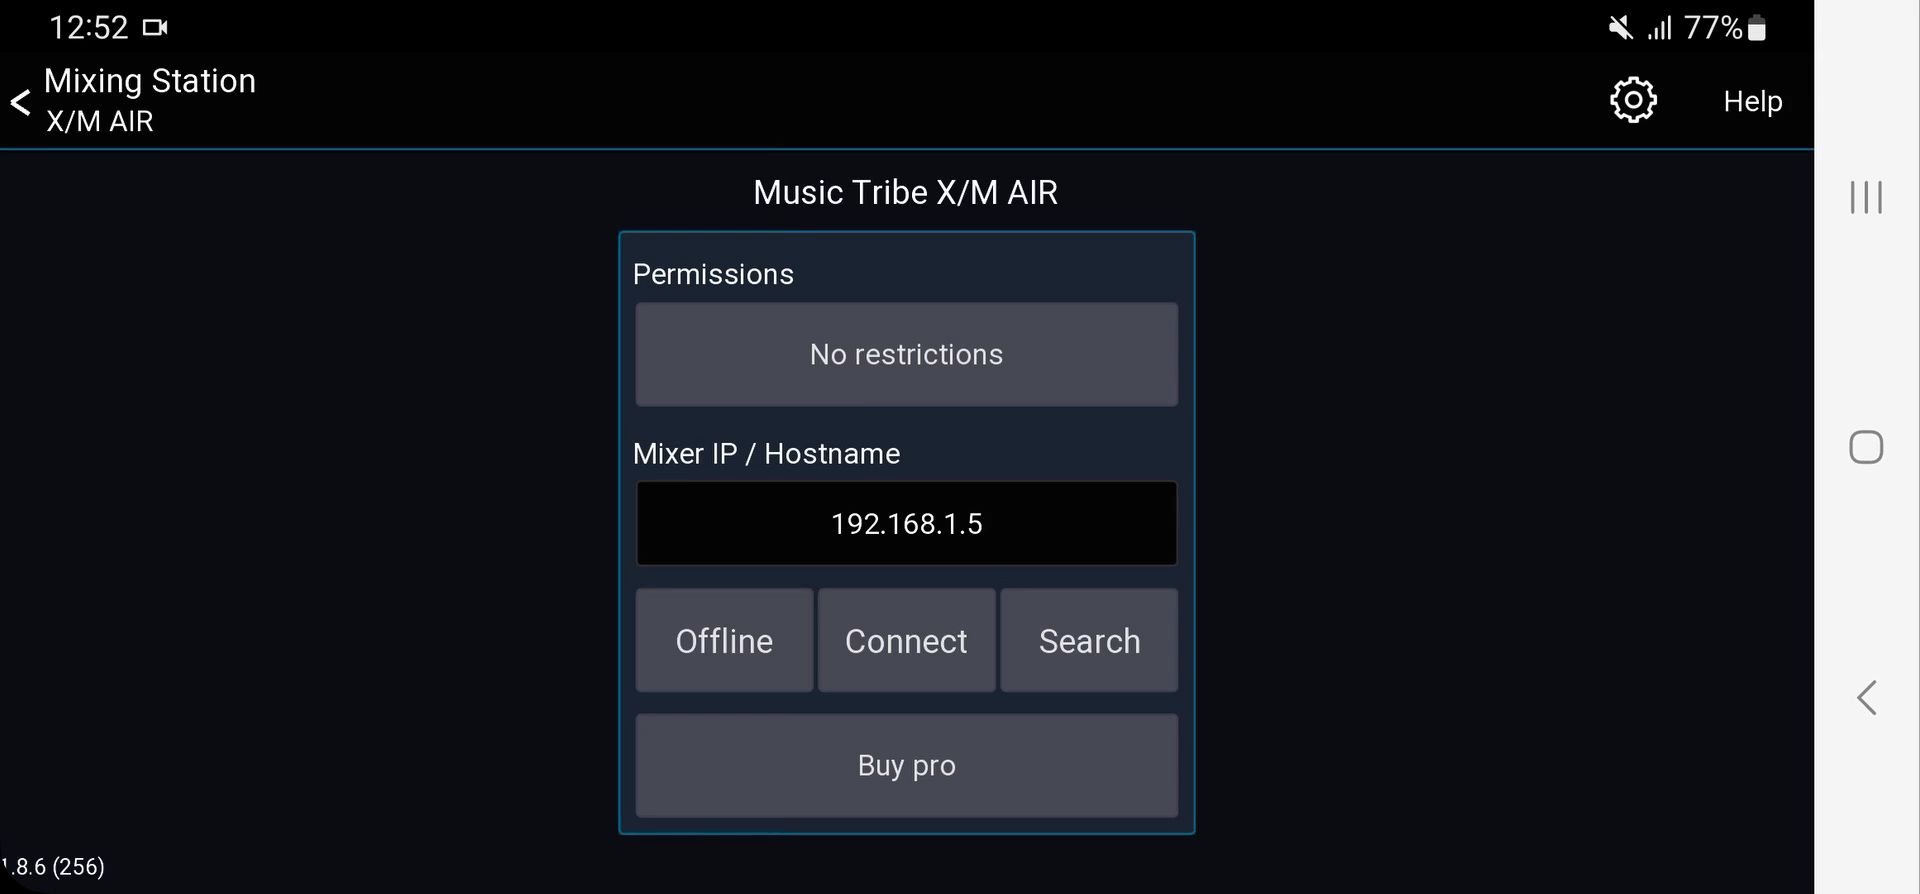 12:52
77%
Mixing Station
X/M AIR
Help
Music Tribe X/M AIR
Permissions
No restrictions
Mixer IP / Hostname
192.168.1.5
Offline Connect Search
Buy pro
.8.6 (256)